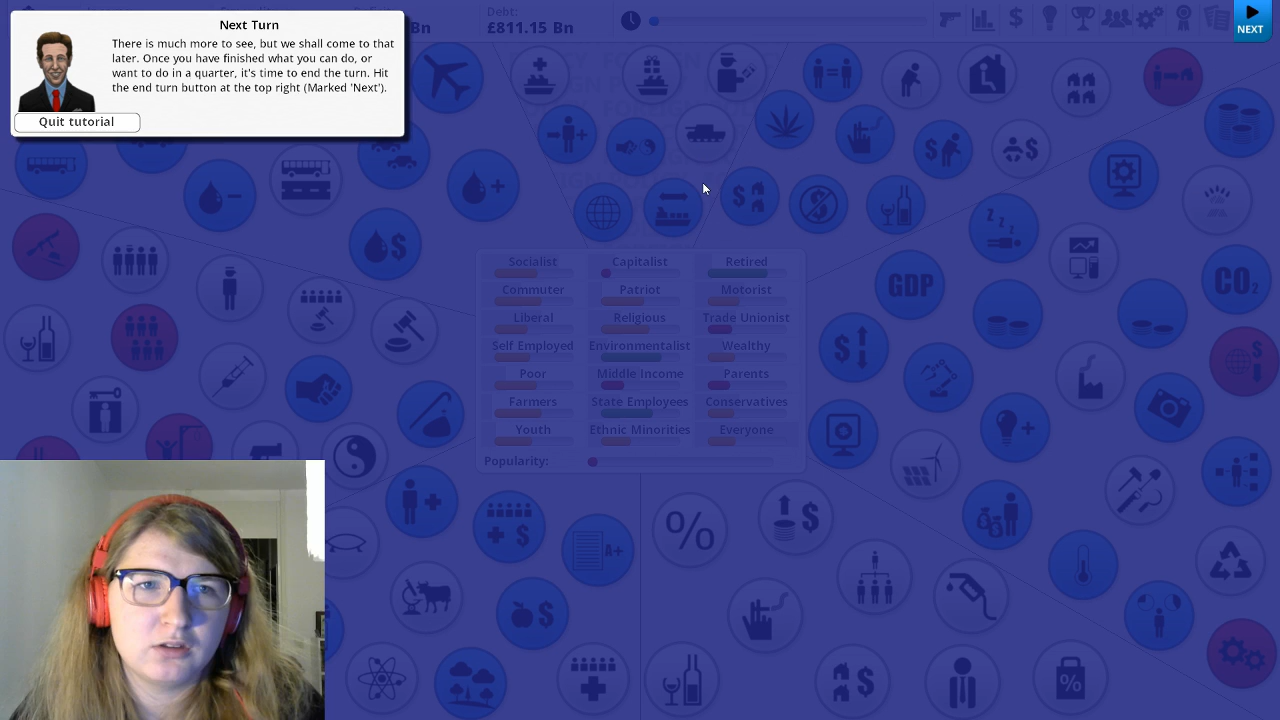 Next Turn
There is much more to see, but we shall come to that
later. Once you have finished what you can do, or
want to do in a quarter, it's time to end the turn. Hit
the end turn button at the top right (Marked 'Next').
Quit tutorial
Bn
Debt:
£811.15 Bn
NEXT
Socialist Capitalist Retired
Commuter Patriot Motorist
Liberal Religious Trade Unionist
Self Employed Environmentalist Wealthy
Poor Middle Income Parents
Farmers State Employees Conservatives
Youth Ethnic Minorities Everyone
Popularity:
GDP
CO₂
A+
Z Z Z
%
%